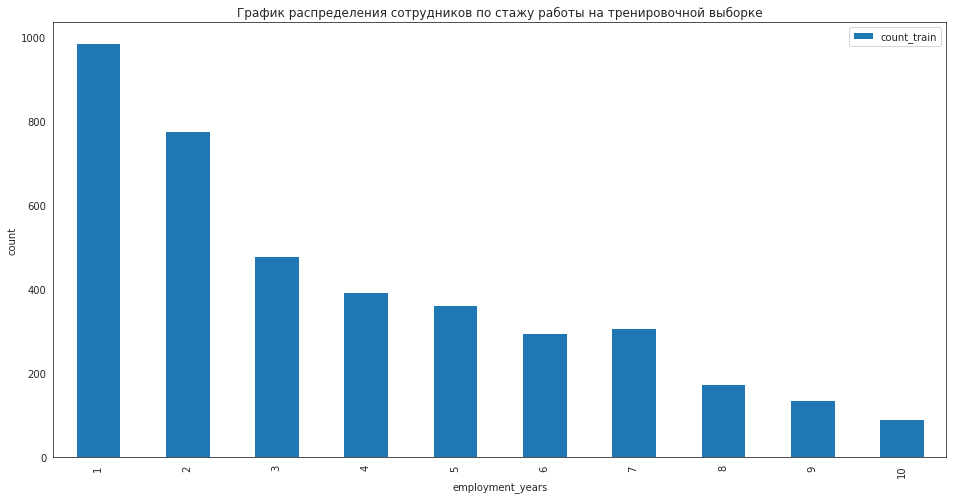 График распределения сотрудников по стажу работы на тренировочной выборке
count_train
1000
800
600
400
200
0
count
1 2 3 4 5 6 7 8 9 10
employment_years